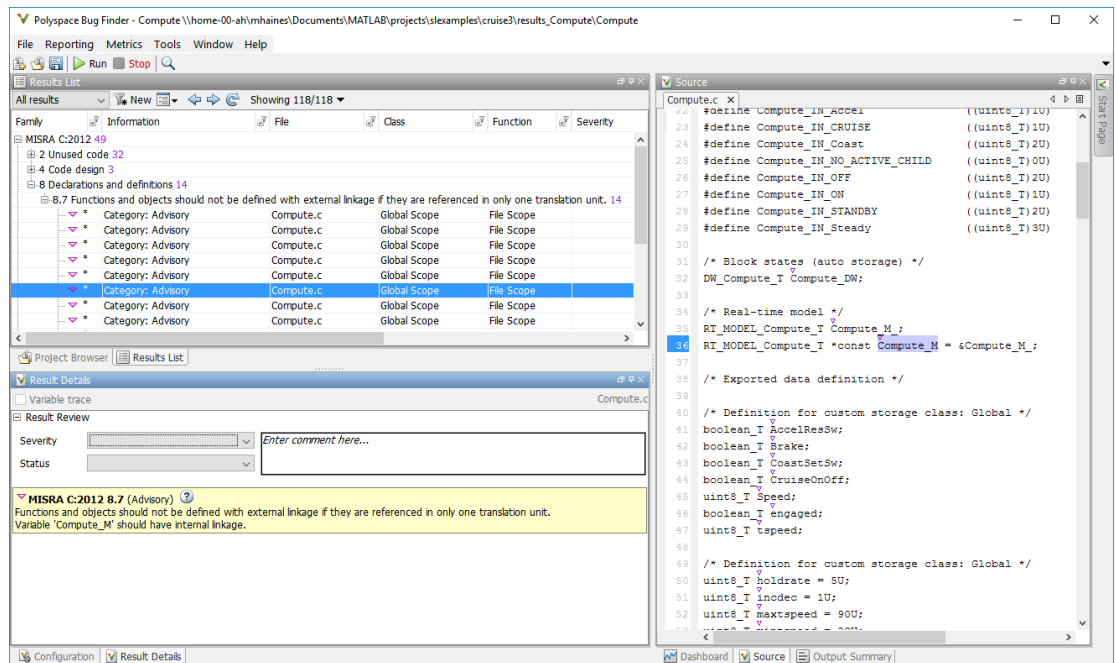 Polyspace Bug Finder - Compute \\home-00-ah\mhaines\Documents\MATLAB\projects\slexamples\cruise3\results_Compute\Compute
File Reporting Metrics Tools Window Help
Run Stop
Results List
All results New Showing 118/118
Family Information File Class Function Severity
MISRA C:2012 49
2 Unused code 32
4 Code design 3
8 Declarations and definitions 14
8.7 Functions and objects should not be defined with external linkage if they are referenced in only one translation unit. 14
* Category: Advisory Compute.c Global Scope File Scope
* Category: Advisory Compute.c Global Scope File Scope
* Category: Advisory Compute.c Global Scope File Scope
* Category: Advisory Compute.c Global Scope File Scope
* Category: Advisory Compute.c Global Scope File Scope
* Category: Advisory Compute.c Global Scope File Scope
* Category: Advisory Compute.c Global Scope File Scope
* Category: Advisory Compute.c Global Scope File Scope
Project Browser Results List
Result Details
Variable trace Compute.c
Result Review
Severity Enter comment here...
Status
MISRA C:2012 8.7 (Advisory)
Functions and objects should not be defined with external linkage if they are referenced in only one translation unit.
Variable 'Compute_M' should have internal linkage.
Configuration Result Details
Source
Compute.c
22 #define Compute_IN_Accel ((uint8_T)1U)
23 #define Compute_IN_CRUISE ((uint8_T)1U)
24 #define Compute_IN_Coast ((uint8_T)2U)
25 #define Compute_IN_NO_ACTIVE_CHILD ((uint8_T)0U)
26 #define Compute_IN_OFF ((uint8_T)2U)
27 #define Compute_IN_ON ((uint8_T)1U)
28 #define Compute_IN_STANDBY ((uint8_T)2U)
29 #define Compute_IN_Steady ((uint8_T)3U)
30
31 /* Block states (auto storage) */
32 DW_Compute_T Compute_DW;
33
34 /* Real-time model */
35 RT_MODEL_Compute_T Compute_M_;
36 RT_MODEL_Compute_T *const Compute_M = &Compute_M_;
37
38 /* Exported data definition */
39
40 /* Definition for custom storage class: Global */
41 boolean_T AccelResSw;
42 boolean_T Brake;
43 boolean_T CoastSetSw;
44 boolean_T CruiseOnOff;
45 uint8_T Speed;
46 boolean_T engaged;
47 uint8_T tspeed;
48
49 /* Definition for custom storage class: Global */
50 uint8_T holdrate = 5U;
51 uint8_T incdec = 1U;
52 uint8_T maxtspeed = 90U;
Dashboard Source Output Summary
Start Page